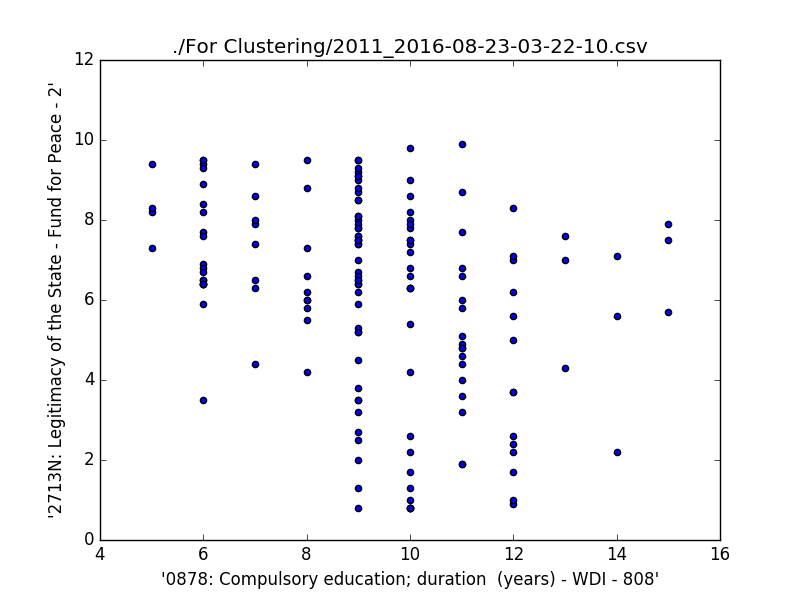 ./For Clustering/2011_2016-08-23-03-22-10.csv
12
10
8
6
4
2
0
'2713N: Legitimacy of the State - Fund for Peace - 2'
4 6 8 10 12 14 16
'0878: Compulsory education; duration  (years) - WDI - 808'